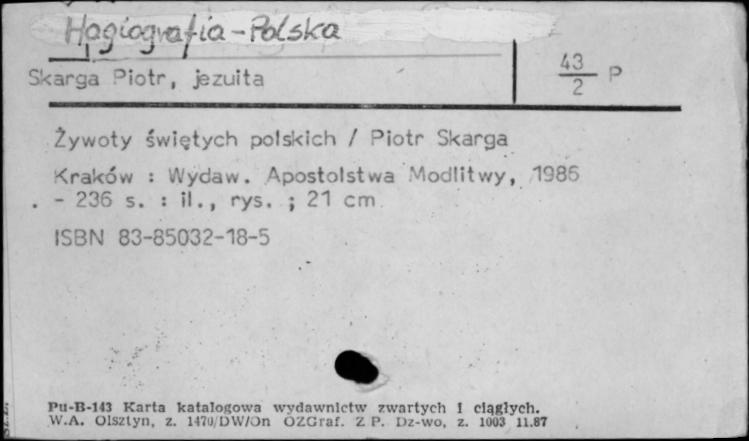 Hagiografia - Polska
Skarga Piotr, jezuita
43
2 P
Żywoty świętych polskich / Piotr Skarga
Kraków : Wydaw. Apostolstwa Modlitwy, 1986
- 236 s. : il., rys. ; 21 cm
ISBN 83-85032-18-5
Pu-B-143 Karta katalogowa wydawnictw zwartych i ciągłych.
W.A. Olsztyn, z. 1470/DW/On OZGraf. Z P. Dz-wo, z. 1003 11.87